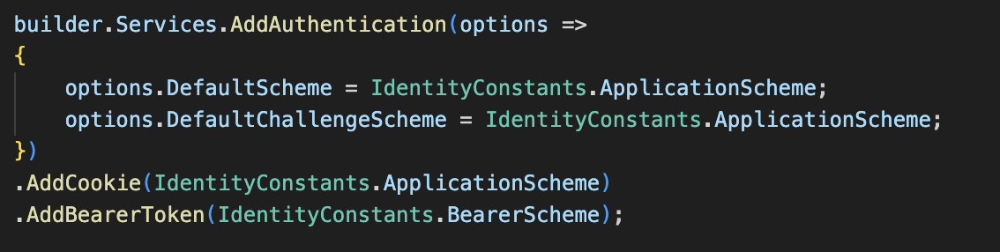 builder.Services.AddAuthentication(options =>
{
    options.DefaultScheme = IdentityConstants.ApplicationScheme;
    options.DefaultChallengeScheme = IdentityConstants.ApplicationScheme;
})
.AddCookie(IdentityConstants.ApplicationScheme)
.AddBearerToken(IdentityConstants.BearerScheme);